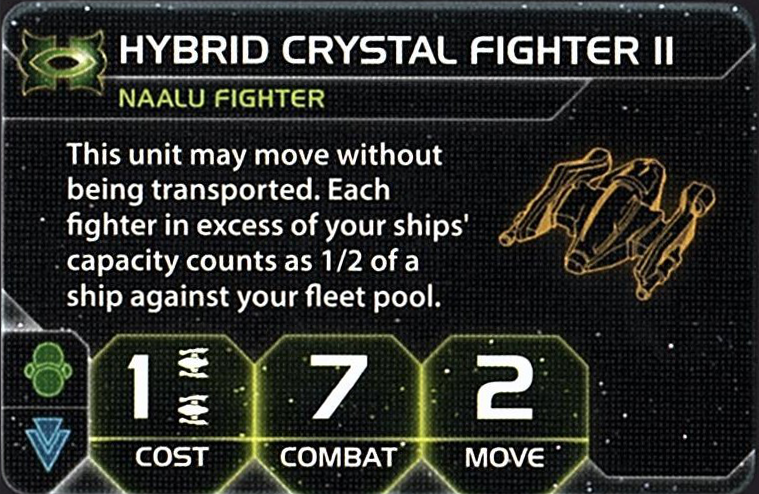 HYBRID CRYSTAL FIGHTER II
NAALU FIGHTER
This unit may move without
being transported. Each
fighter in excess of your ships'
capacity counts as 1/2 of a
ship against your fleet pool.
1 7 2
COST COMBAT MOVE